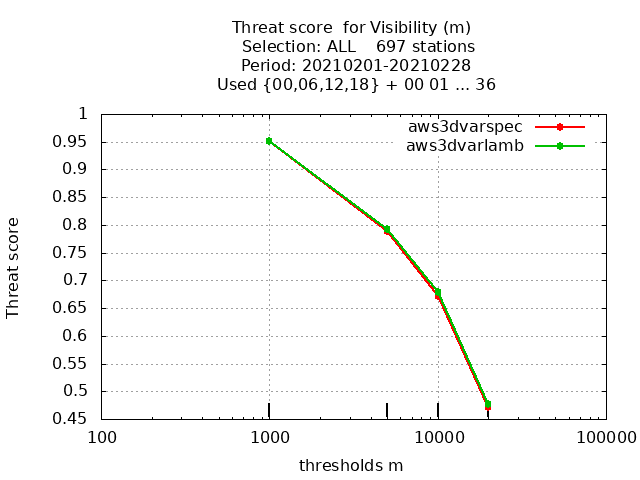 Threat score  for Visibility (m)
Selection: ALL    697 stations
Period: 20210201-20210228
Used {00,06,12,18} + 00 01 ... 36
aws3dvarspec
aws3dvarlamb
1
0.95
0.9
0.85
0.8
0.75
0.7
0.65
0.6
0.55
0.5
0.45
Threat score
100
1000
10000
100000
thresholds m